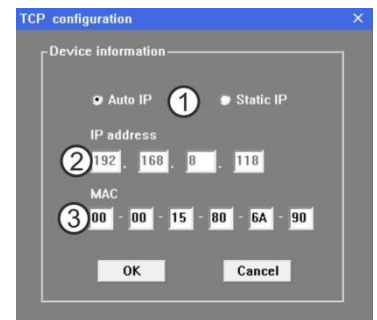 TCP configuration ×
Device information
Auto IP 1 Static IP
IP address
2 192 . 168 . 8 . 118
MAC
3 00 - 00 - 15 - 80 - 6A - 90
OK Cancel